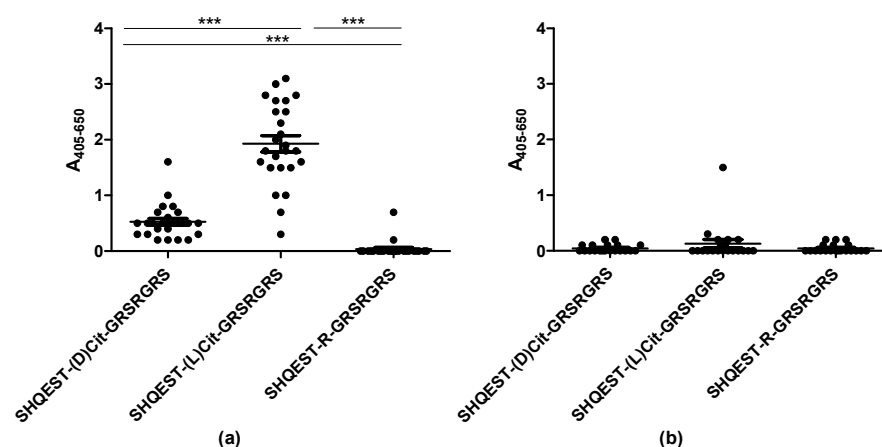 *** ***
***
4
3
2
1
0
A405-650
SHQEST-(D)Cit-GRSRGRS
SHQEST-(L)Cit-GRSRGRS
SHQEST-R-GRSRGRS
(a)
4
3
2
1
0
A405-650
SHQEST-(D)Cit-GRSRGRS
SHQEST-(L)Cit-GRSRGRS
SHQEST-R-GRSRGRS
(b)